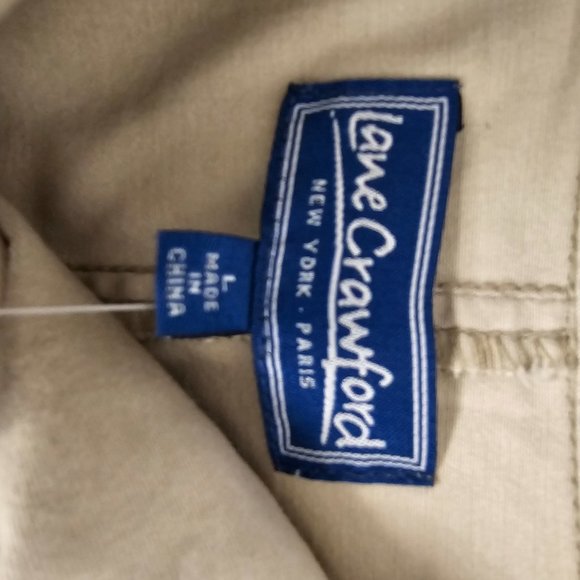 Lane Crawford
NEW YORK . PARIS
L
MADE
IN
CHINA